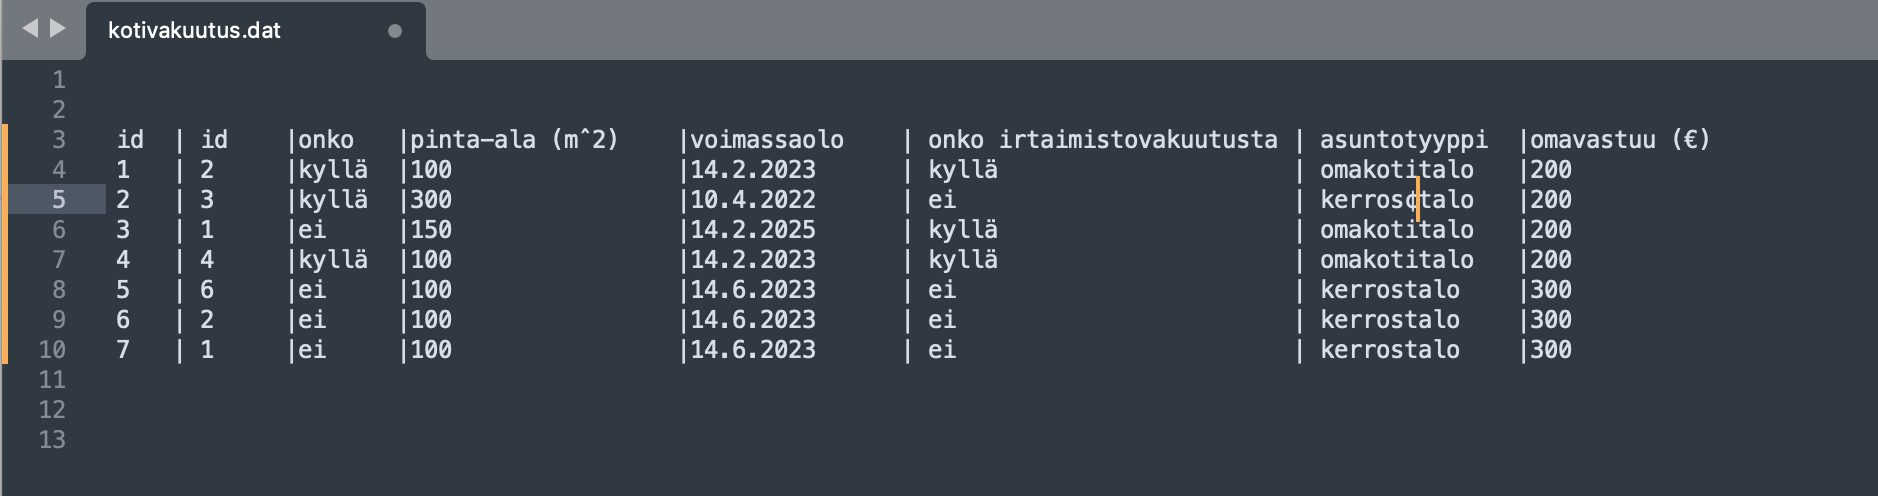 kotivakuutus.dat
1
2
3 id | id |onko |pinta-ala (m^2) |voimassaolo | onko irtaimistovakuutusta | asuntotyyppi |omavastuu (€)
4 1 | 2 |kyllä |100 |14.2.2023 | kyllä | omakotitalo |200
5 2 | 3 |kyllä |300 |10.4.2022 | ei | |200
6 3 | 1 |ei |150 |14.2.2025 | kyllä | omakotitalo |200
7 4 | 4 |kyllä |100 |14.2.2023 | kyllä | omakotitalo |200
8 5 | 6 |ei |100 |14.6.2023 | ei | kerrostalo |300
9 6 | 2 |ei |100 |14.6.2023 | ei | kerrostalo |300
10 7 | 1 |ei |100 |14.6.2023 | ei | kerrostalo |300
11
12
13